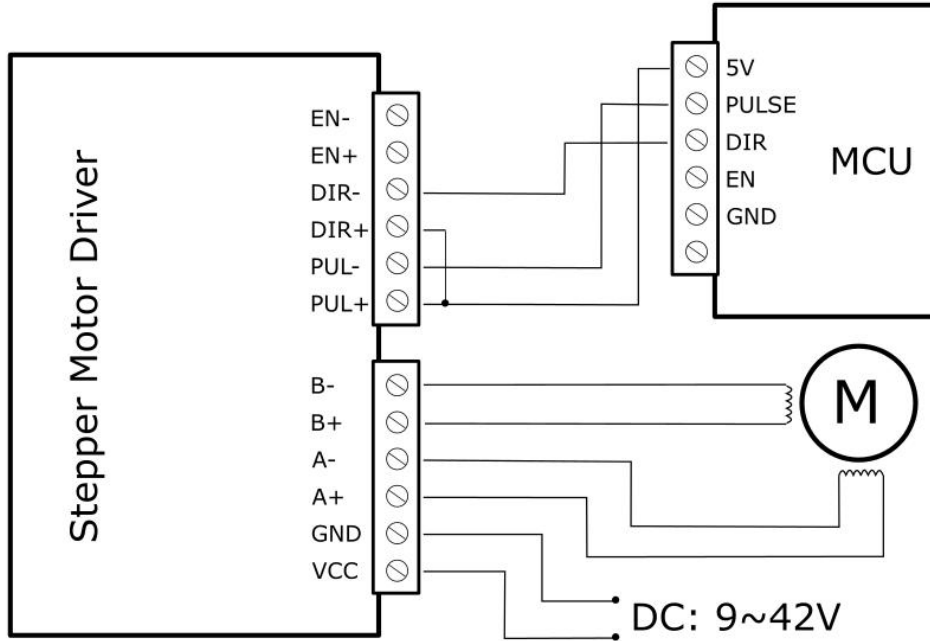 Stepper Motor Driver
EN-
EN+
DIR-
DIR+
PUL-
PUL+
B-
B+
A-
A+
GND
VCC
5V
PULSE
DIR
EN
GND
MCU
M
DC: 9~42V